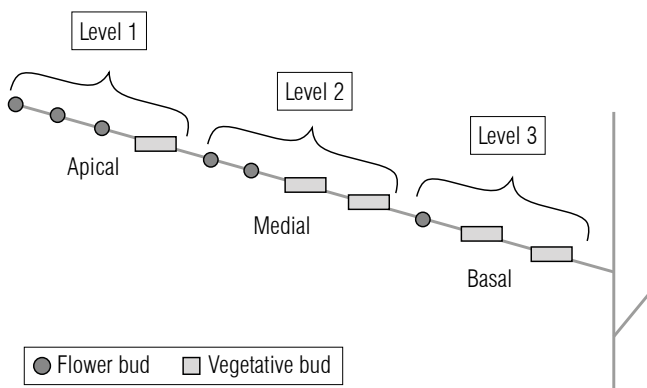 Level 1
Level 2
Level 3
Apical
Medial
Basal
Flower bud
Vegetative bud